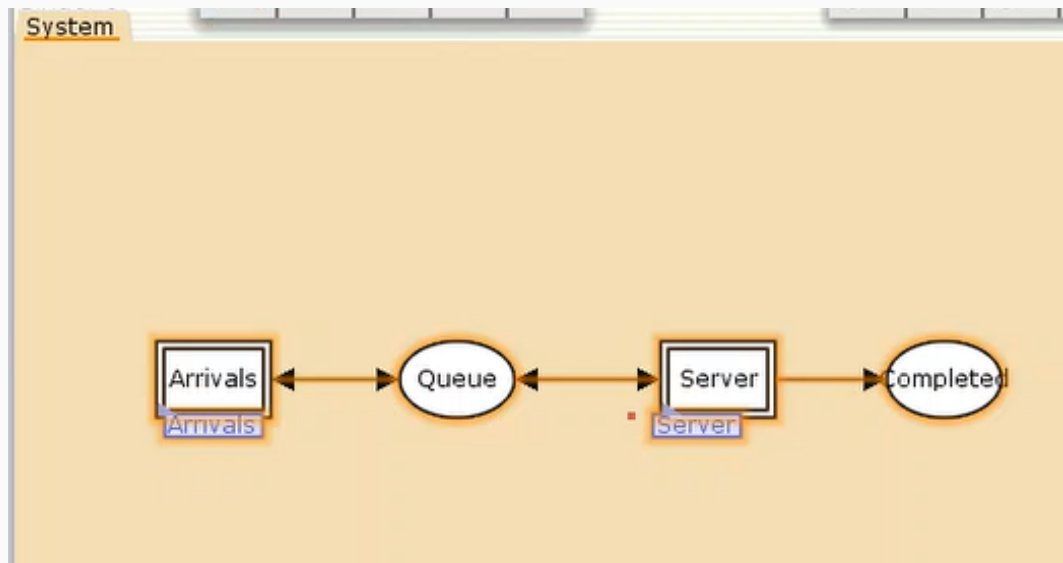 System
Arrivals
Queue
Server
Completed
Arrivals
Server